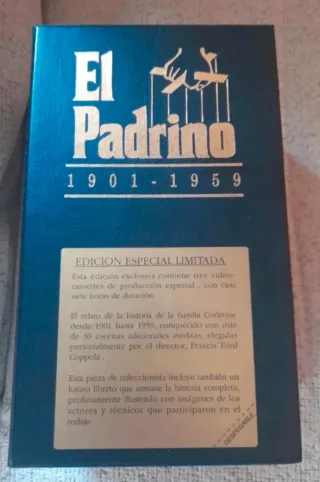 El
Padrino
1901-1959
EDICION ESPECIAL LIMITADA
Esta edición exclusiva contiene tres video-
cassettes de producción especial , con casi
siete horas de duración.
El relato de la historia de la familia Corleone
desde 1901 hasta 1959, enriquecido con más
de 30 escenas adicionales inéditas, elegidas
personalmente por el director, Francis Ford
Coppola.
Esta pieza de coleccionista incluye también un
lujoso libreto que resume la historia completa,
profusamente ilustrada con imágenes de los
actores y técnicos que participaron en el
rodaje.
DESPEGABLE